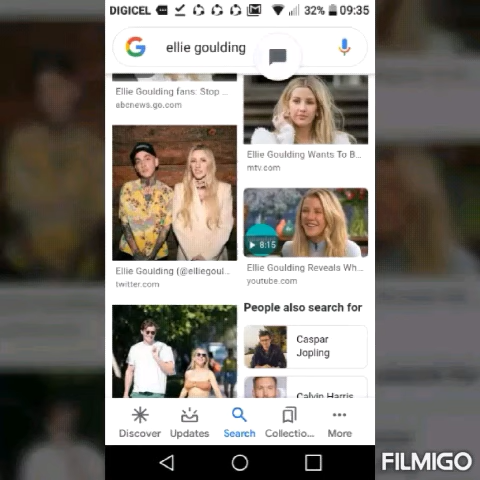 DIGICEL 32% 09:35
ellie goulding
Ellie Goulding fans: Stop ...
abcnews.go.com
Ellie Goulding Wants To B...
mtv.com
8:15
Ellie Goulding (@elliegoul...
twitter.com
Ellie Goulding Reveals Wh...
youtube.com
People also search for
Caspar
Jopling
Calvin Harris
Discover Updates Search Collectio... More
FILMIGO